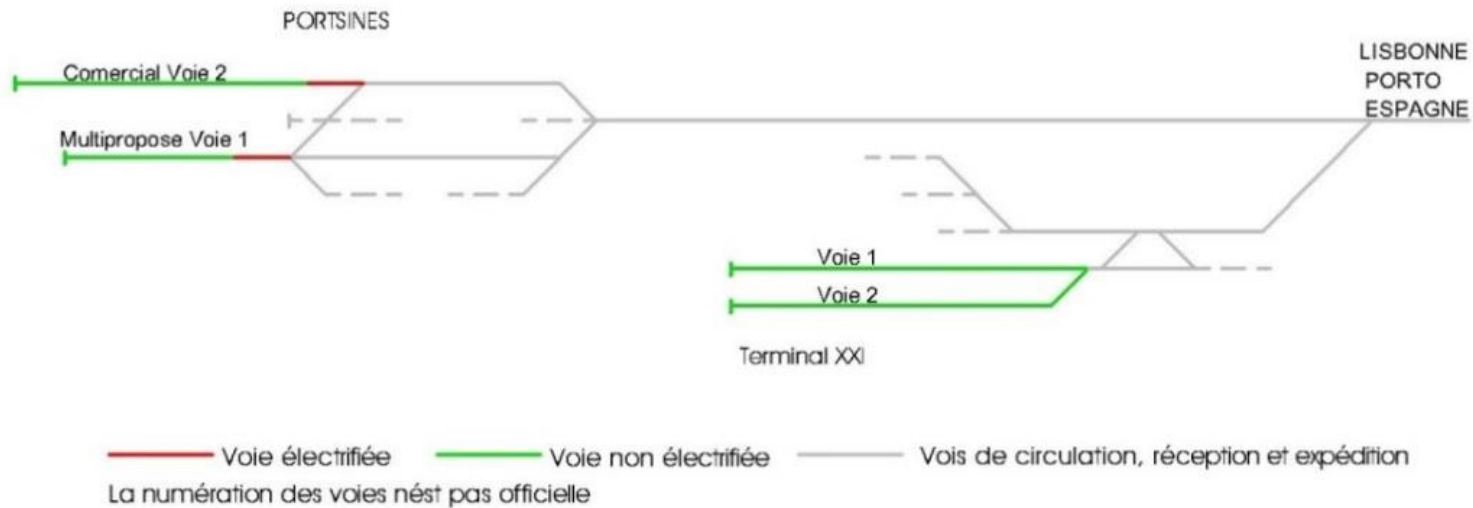 PORTSINES
LISBONNE
PORTO
ESPAGNE
Comercial Voie 2
Multipropose Voie 1
Voie 1
Voie 2
Terminal XXI
Voie électrifiée
Voie non électrifiée
Vois de circulation, réception et expédition
La numération des voies nést pas officielle